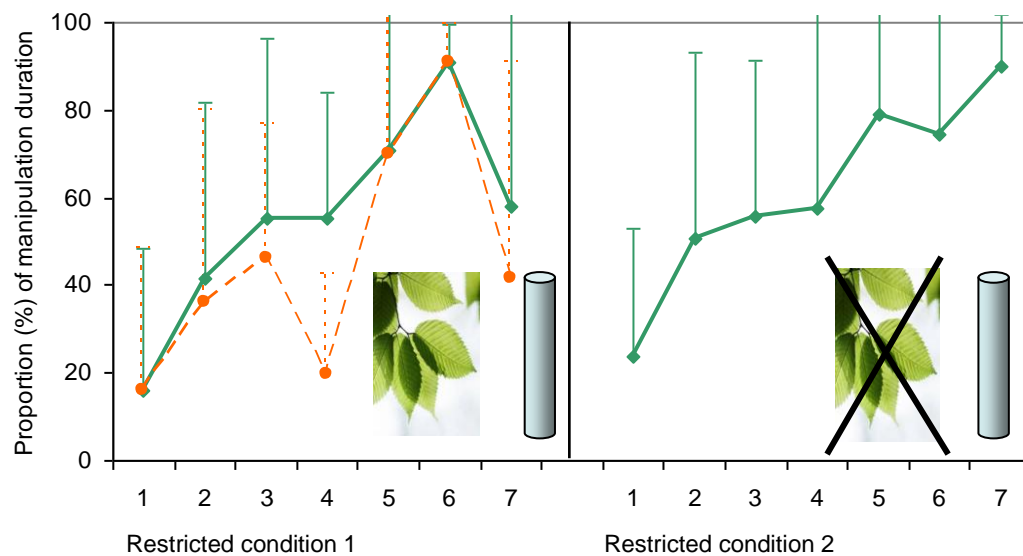 Proportion (%) of manipulation duration
100
80
60
40
20
0
1 2 3 4 5 6 7 1 2 3 4 5 6 7
Restricted condition 1 Restricted condition 2